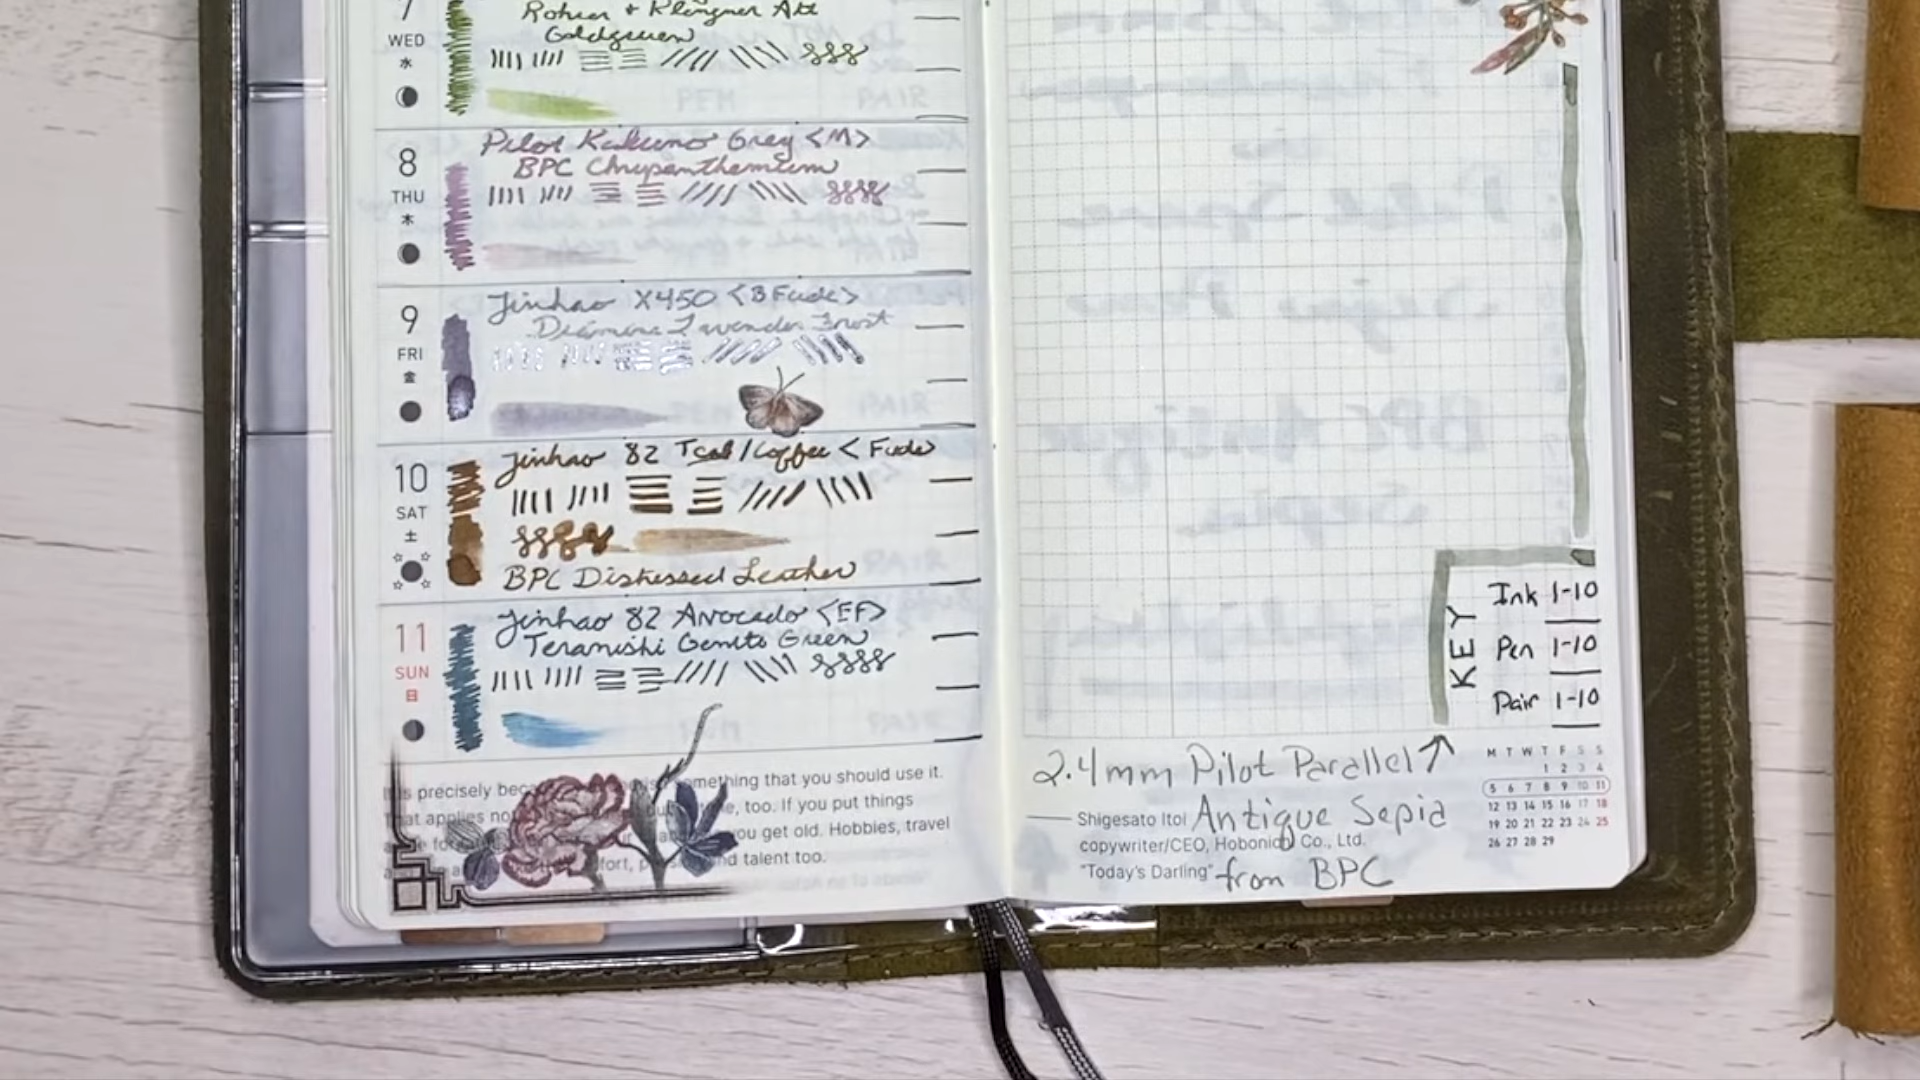 7
Rohrer + Klingner Alt
WED
Goldgruen
水
8
Pilot Kakuno Grey <M>
BPC Chrysanthemum
THU
木
9
Jinhao X450 <B Fude>
Diamine Lavender Frost
FRI
金
10
Jinhao 82 Teal/Coffee < Fude
SAT
土
BPC Distressed Leather
11
Jinhao 82 Avocado <EF>
Teranishi Genito Green
SUN
日
precisely something that you should use it.
That applies too. If you put things
you get old. Hobbies, travel
and talent too.
KEY
Ink 1-10
Pen 1-10
Pair 1-10
2.4mm Pilot Parallel ↑
Antique Sepia
from BPC
Shigesato Itoi
copywriter/CEO, Hobonichi Co., Ltd.
"Today's Darling"
M T W T F S S
1 2 3 4
5 6 7 8 9 10 11
12 13 14 15 16 17 18
19 20 21 22 23 24 25
26 27 28 29